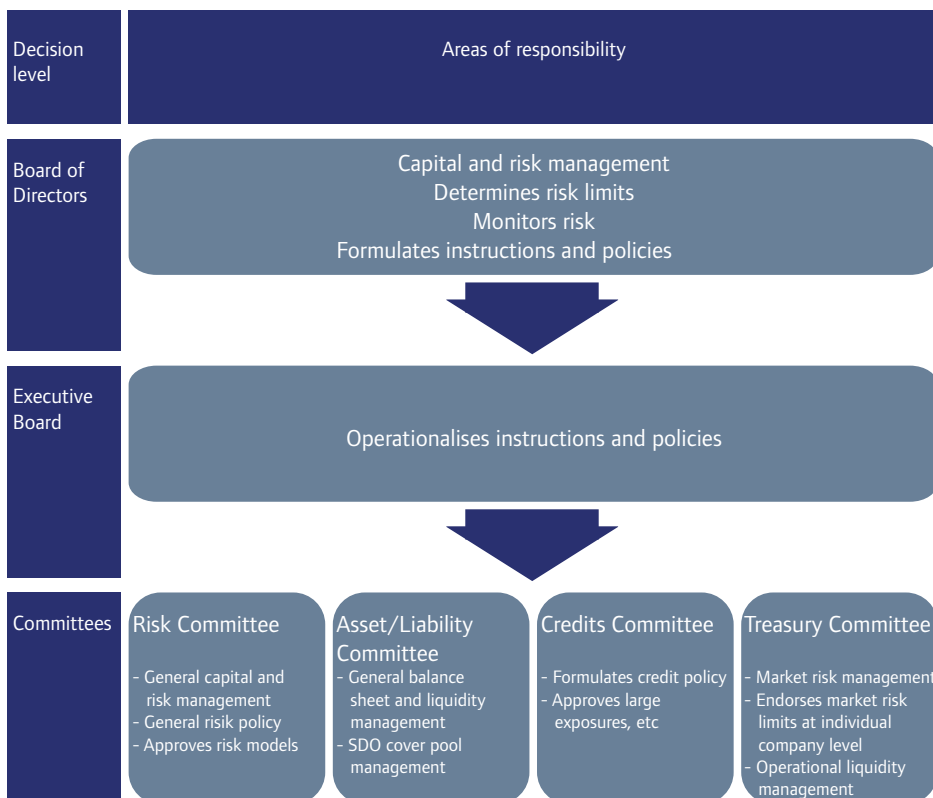 Decision
level
Areas of responsibility
Board of
Directors
Capital and risk management
Determines risk limits
Monitors risk
Formulates instructions and policies
Executive
Board
Operationalises instructions and policies
Committees
Risk Committee
- General capital and
risk management
- General risik policy
- Approves risk models
Asset/Liability
Committee
- General balance
sheet and liquidity
management
- SDO cover pool
management
Credits Committee
- Formulates credit policy
- Approves large
exposures, etc
Treasury Committee
- Market risk management
- Endorses market risk
limits at individual
company level
- Operational liquidity
management